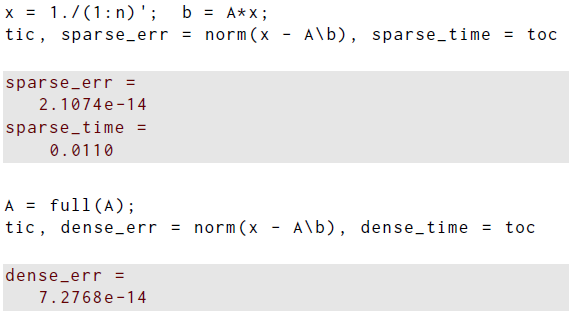 x = 1./(1:n)';  b = A*x;
tic, sparse_err = norm(x - A\b), sparse_time = toc
sparse_err =
   2.1074e-14
sparse_time =
    0.0110
A = full(A);
tic, dense_err = norm(x - A\b), dense_time = toc
dense_err =
   7.2768e-14